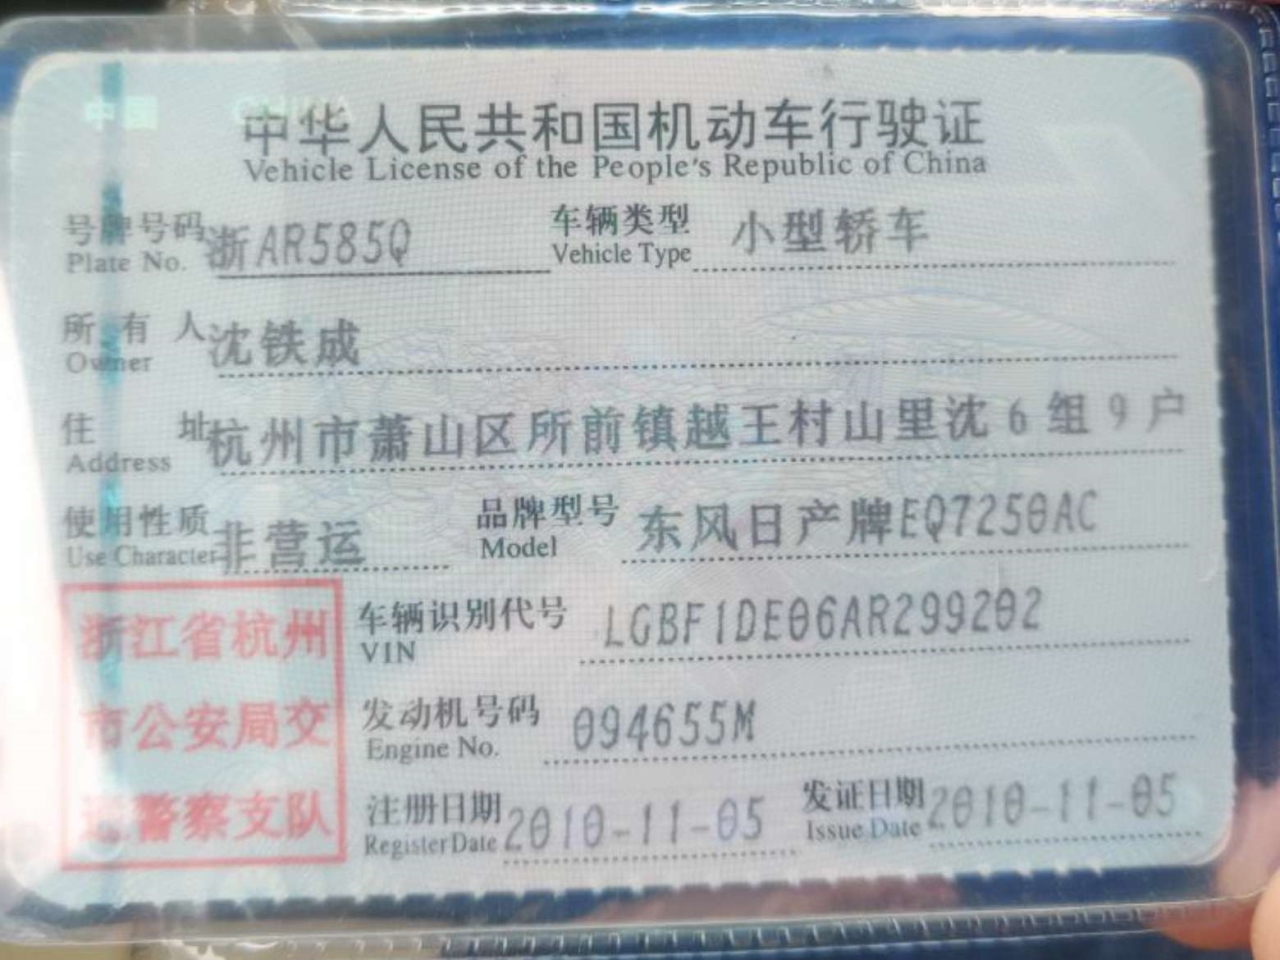 中国 CHINA
中华人民共和国机动车行驶证
Vehicle License of the People's Republic of China
号牌号码 浙AR585Q 车辆类型 小型轿车
Plate No. Vehicle Type
所有人 沈铁成
Owner
住址 杭州市萧山区所前镇越王村山里沈6组9户
Address
使用性质 非营运 品牌型号 东风日产牌EQ7250AC
Use Character Model
浙江省杭州
市公安局交
通警察支队
车辆识别代号 LGBF1DE06AR299202
VIN
发动机号码 094655M
Engine No.
注册日期 2010-11-05 发证日期 2010-11-05
Register Date Issue Date